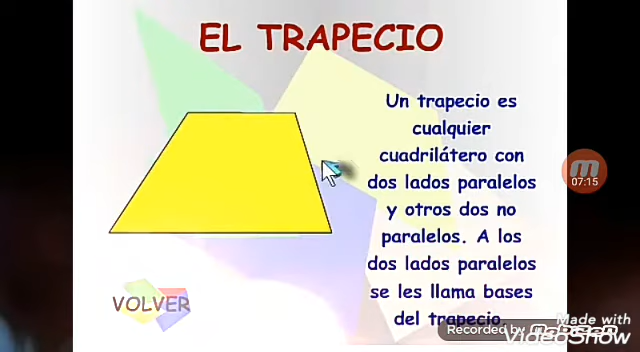 EL TRAPECIO
Un trapecio es
cualquier
cuadrilátero con
dos lados paralelos
y otros dos no
paralelos. A los
dos lados paralelos
se les llama bases
del trapecio.
07:15
VOLVER
Made with
Recorded by
VideoShow